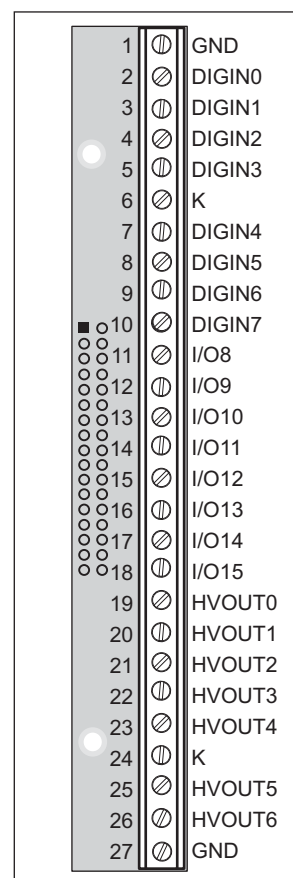 1 GND
2 DIGIN0
3 DIGIN1
4 DIGIN2
5 DIGIN3
6 K
7 DIGIN4
8 DIGIN5
9 DIGIN6
10 DIGIN7
11 I/O8
12 I/O9
13 I/O10
14 I/O11
15 I/O12
16 I/O13
17 I/O14
18 I/O15
19 HVOUT0
20 HVOUT1
21 HVOUT2
22 HVOUT3
23 HVOUT4
24 K
25 HVOUT5
26 HVOUT6
27 GND